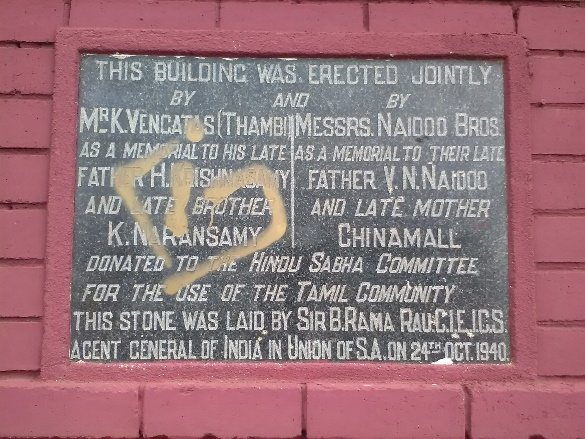 THIS BUILDING WAS ERECTED JOINTLY
BY AND BY
MR K. VENGATAS (THAMBI) MESSRS. NAIDOO BROS.
AS A MEMORIAL TO HIS LATE AS A MEMORIAL TO THEIR LATE
FATHER H. KRISHNASAMY FATHER V. N. NAIDOO
AND LATE BROTHER AND LATE MOTHER
K. NARANSAMY CHINAMALL
DONATED TO THE HINDU SABHA COMMITTEE
FOR THE USE OF THE TAMIL COMMUNITY
THIS STONE WAS LAID BY SIR B. RAMA RAU. C.I.E., I.C.S.
AGENT GENERAL OF INDIA IN UNION OF S.A. ON 24TH OCT. 1940.